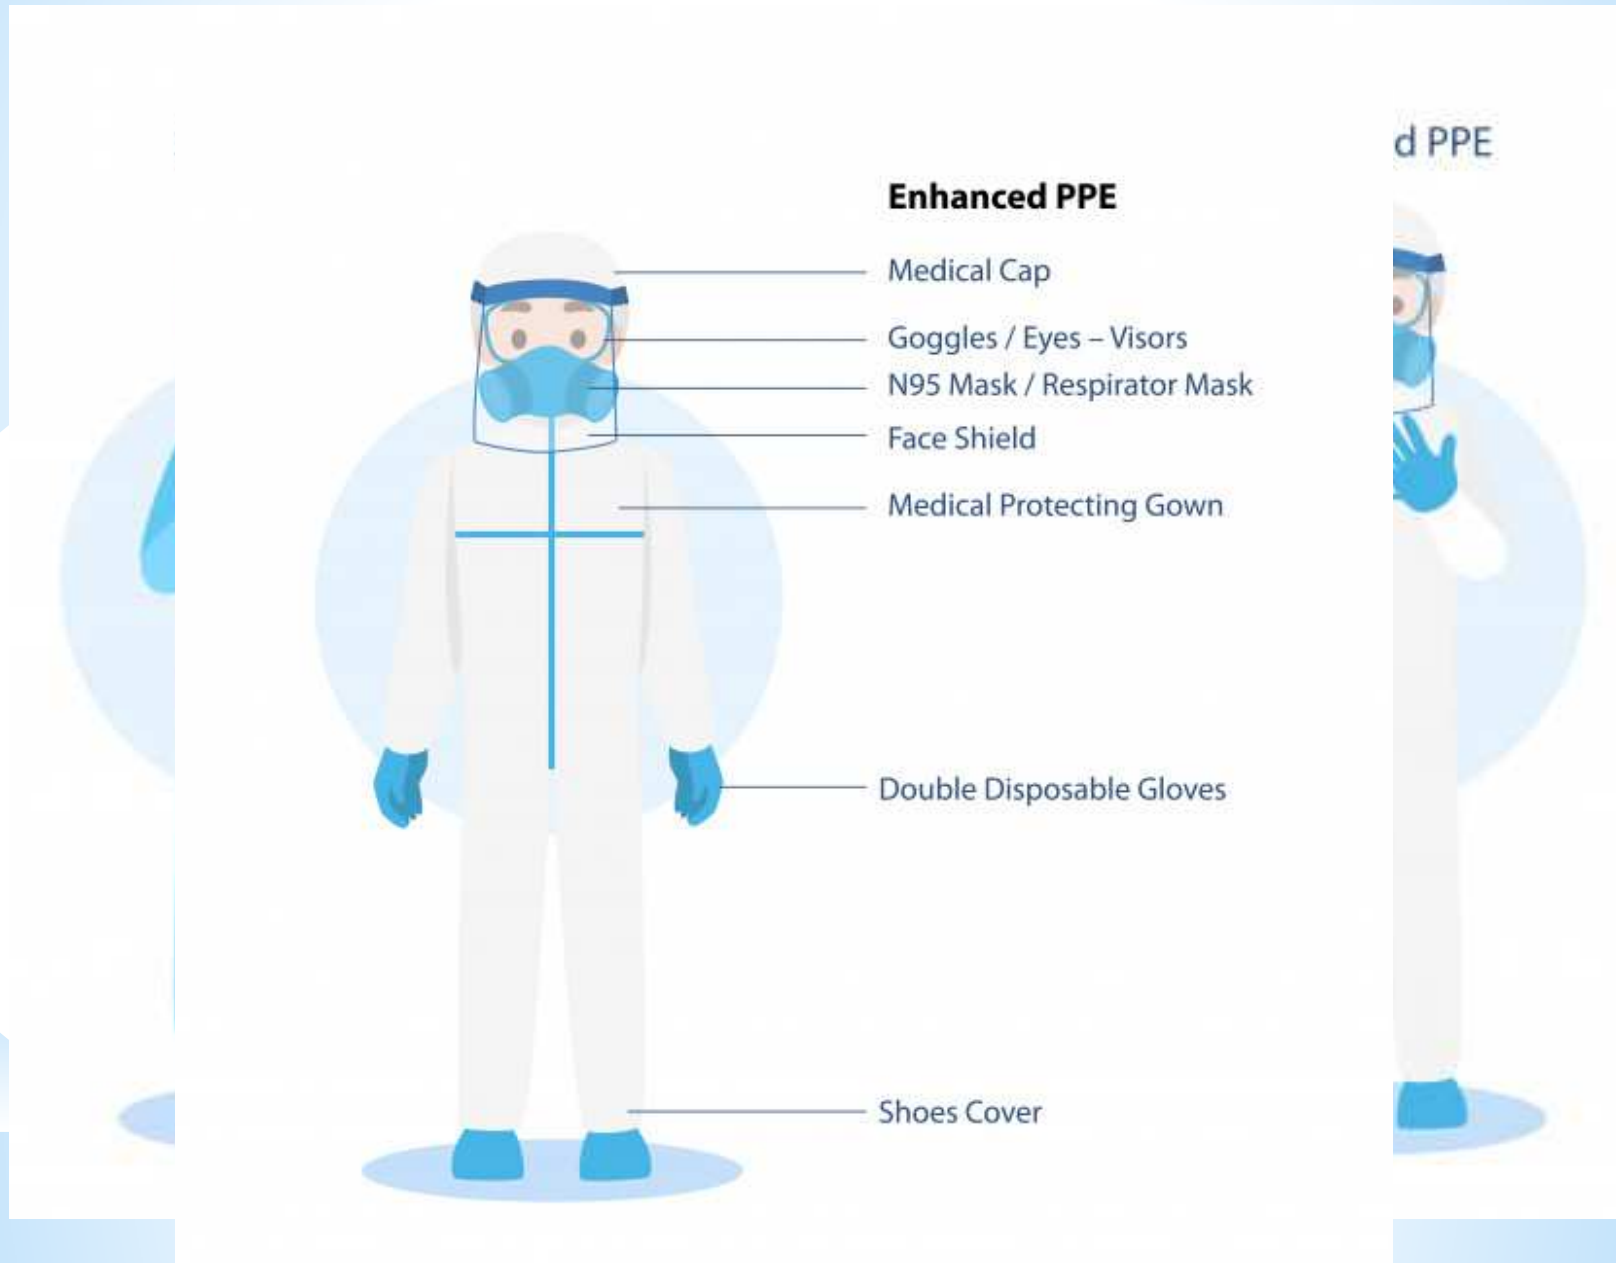 d PPE
Enhanced PPE
Medical Cap
Goggles / Eyes – Visors
N95 Mask / Respirator Mask
Face Shield
Medical Protecting Gown
Double Disposable Gloves
Shoes Cover